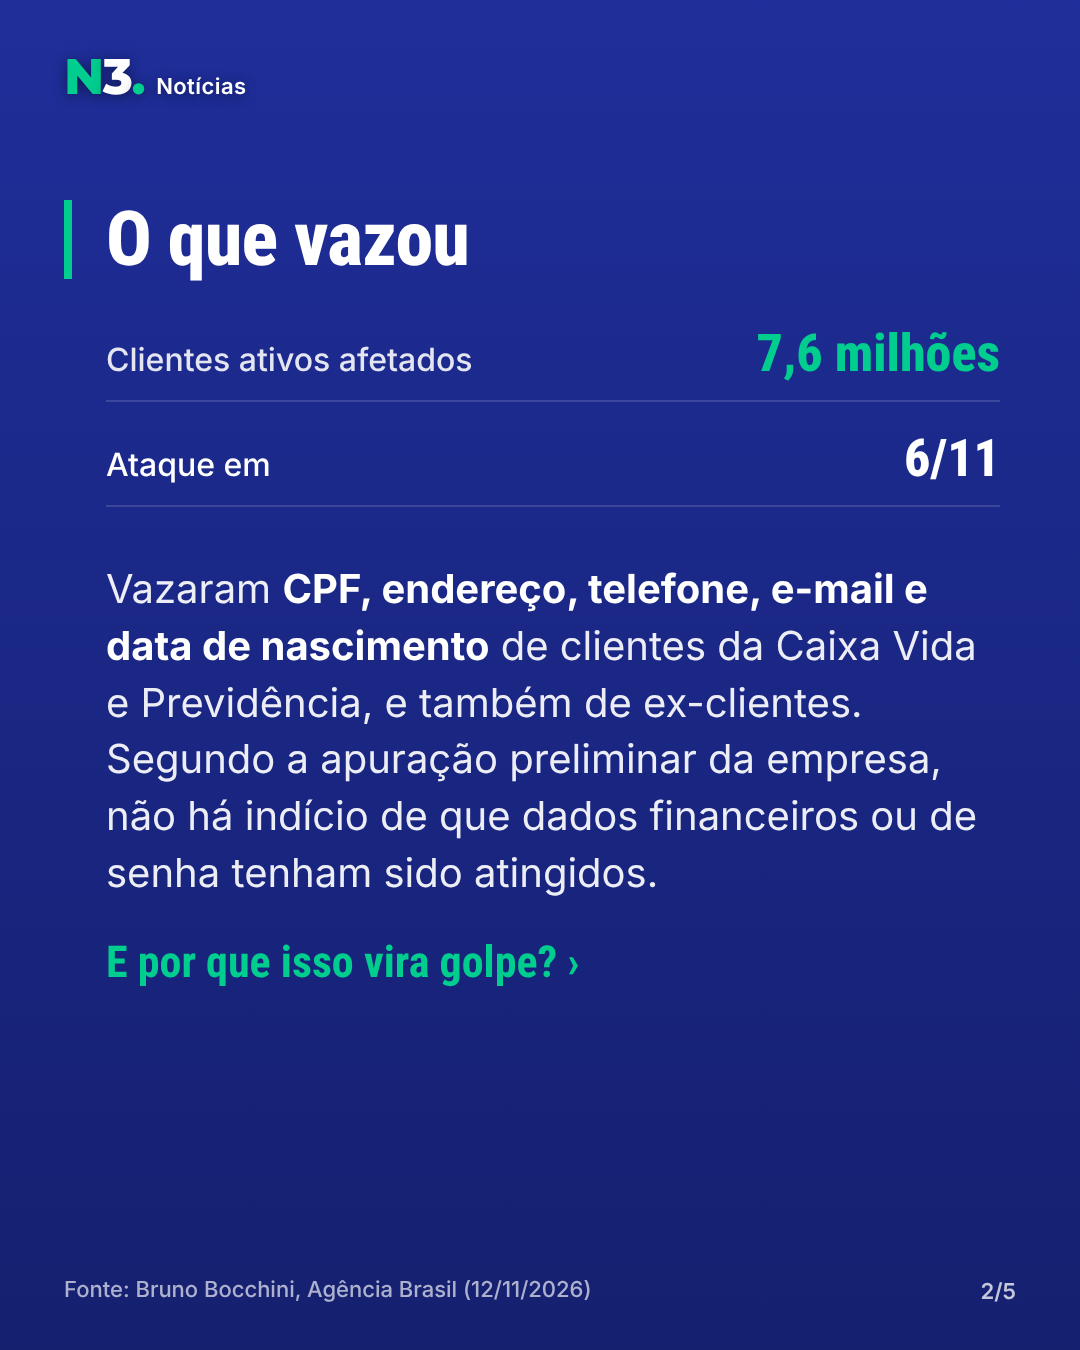 N3. Notícias
O que vazou
Clientes ativos afetados 7,6 milhões
Ataque em 6/11
Vazaram CPF, endereço, telefone, e-mail e
data de nascimento de clientes da Caixa Vida
e Previdência, e também de ex-clientes.
Segundo a apuração preliminar da empresa,
não há indício de que dados financeiros ou de
senha tenham sido atingidos.
E por que isso vira golpe? ›
Fonte: Bruno Bocchini, Agência Brasil (12/11/2026) 2/5